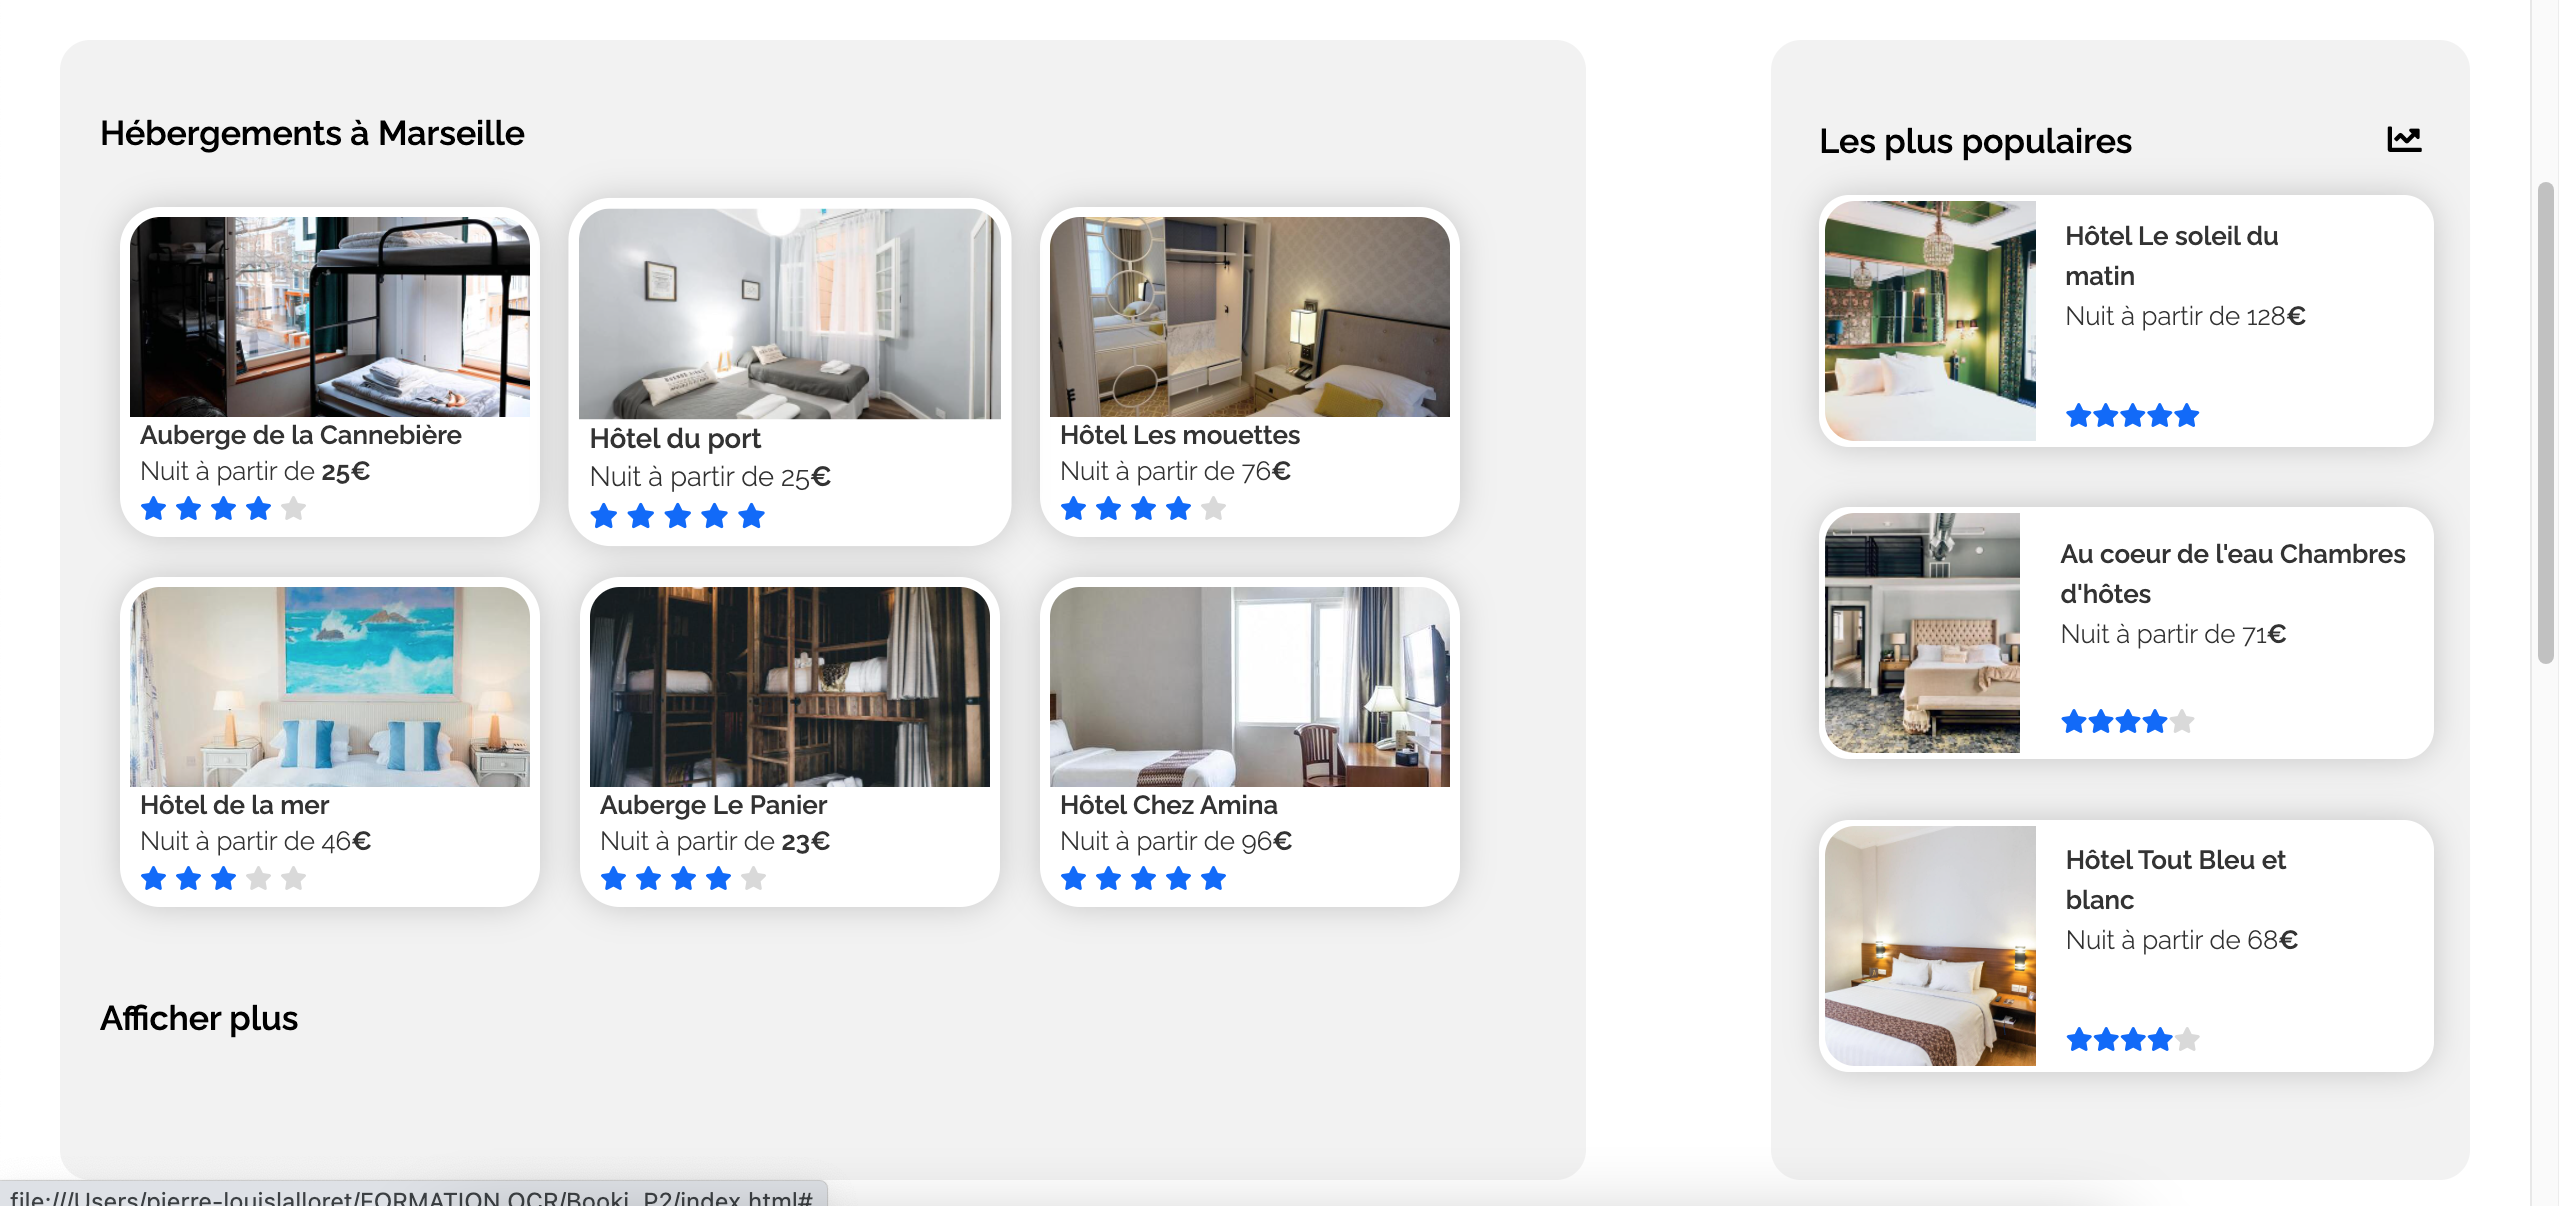 Hébergements à Marseille
Auberge de la Cannebière
Nuit à partir de 25€
Hôtel du port
Nuit à partir de 25€
Hôtel Les mouettes
Nuit à partir de 76€
Hôtel de la mer
Nuit à partir de 46€
Auberge Le Panier
Nuit à partir de 23€
Hôtel Chez Amina
Nuit à partir de 96€
Afficher plus
Les plus populaires
Hôtel Le soleil du
matin
Nuit à partir de 128€
Au coeur de l'eau Chambres
d'hôtes
Nuit à partir de 71€
Hôtel Tout Bleu et
blanc
Nuit à partir de 68€
file:///Users/pierre-louislalloret/FORMATION OCR/Booki_P2/index.html#